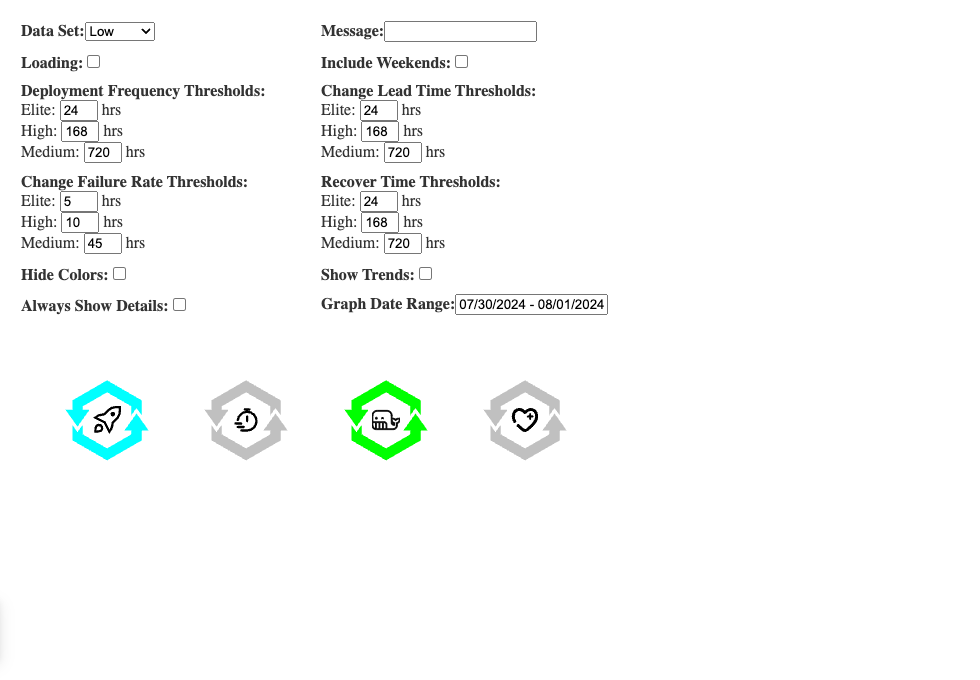 Data Set: Low
Message:
Loading:
Include Weekends:
Deployment Frequency Thresholds:
Elite: 24 hrs
High: 168 hrs
Medium: 720 hrs
Change Lead Time Thresholds:
Elite: 24 hrs
High: 168 hrs
Medium: 720 hrs
Change Failure Rate Thresholds:
Elite: 5 hrs
High: 10 hrs
Medium: 45 hrs
Recover Time Thresholds:
Elite: 24 hrs
High: 168 hrs
Medium: 720 hrs
Hide Colors:
Show Trends:
Always Show Details:
Graph Date Range: 07/30/2024 - 08/01/2024